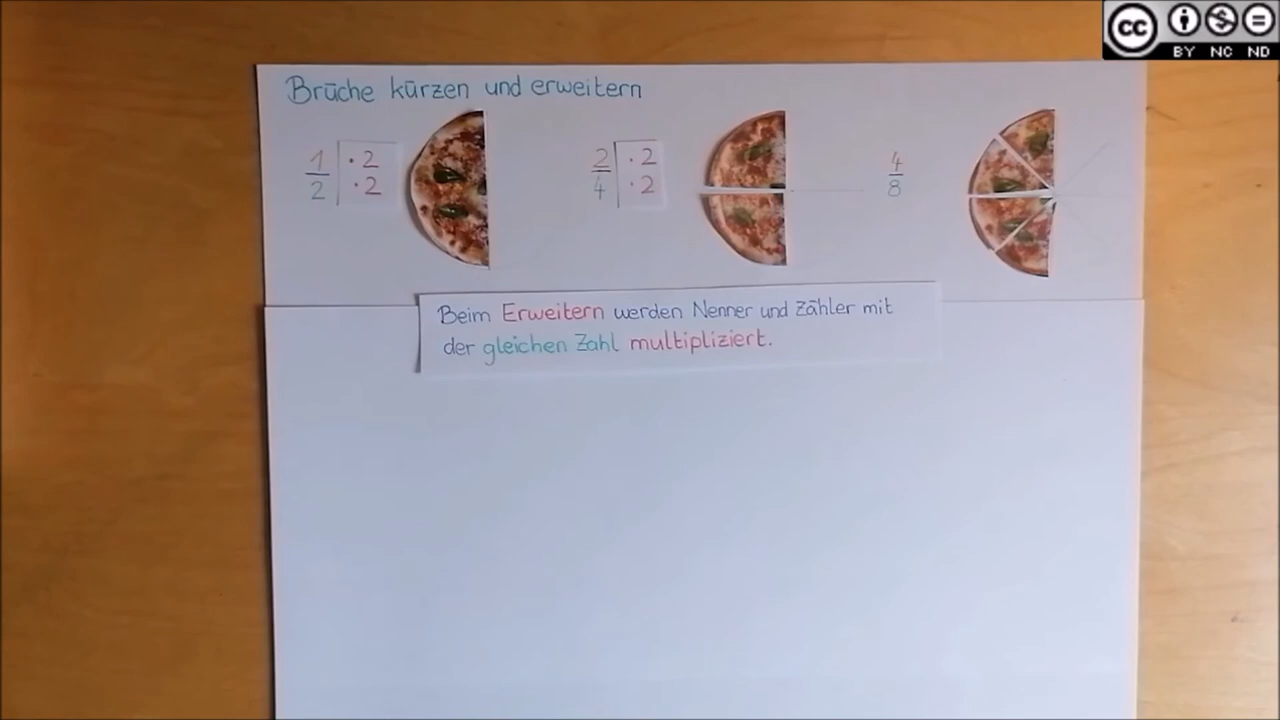 cc
BY NC ND
Brüche kürzen und erweitern
1/2 | · 2 · 2
2/4 | · 2 · 2
4/8
Beim Erweitern werden Nenner und Zähler mit
der gleichen Zahl multipliziert.